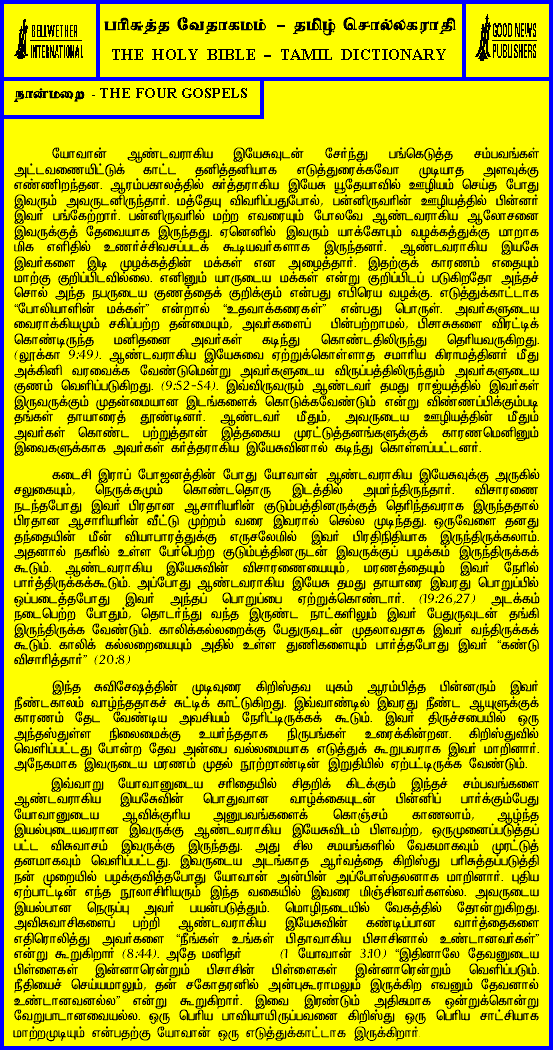 BELLWETHER
INTERNATIONAL
பரிசுத்த வேதாகமம் – தமிழ் சொல்லகராதி
THE HOLY BIBLE – TAMIL DICTIONARY
GOOD NEWS
PUBLISHERS
நான்மறை - THE FOUR GOSPELS
யோவான் ஆண்டவராகிய இயேசுவுடன் சேர்ந்து பங்கெடுத்த சம்பவங்கள்
அட்டவணையிட்டுக் காட்ட தனித்தனியாக எடுத்துரைக்கவோ முடியாத அளவுக்கு
எண்ணிறந்தன. ஆரம்பகாலத்தில் கர்த்தராகிய இயேசு யூதேயாவில் ஊழியம் செய்த போது
இவரும் அவருடனிருந்தார். மத்தேயு விவரிப்பதுபோல், பன்னிருவரின் ஊழியத்தில் பின்னர்
இவர் பங்கேற்றார். பன்னிருவரில் மற்ற எவரையும் போலவே ஆண்டவராகிய ஆலோசனை
இவருக்குத் தேவையாக இருந்தது. ஏனெனில் இவரும் யாக்கோபும் வழக்கத்துக்கு மாறாக
மிக எளிதில் உணர்ச்சிவசப்படக் கூடியவர்களாக இருந்தனர். ஆண்டவராகிய இயசே
இவர்களை இடி முழக்கத்தின் மக்கள் என அழைத்தார். இதற்குக் காரணம் எதையும்
மாற்கு குறிப்பிடவில்லை. எனினும் யாருடைய மக்கள் என்று குறிப்பிடப் படுகிறதோ அந்தச்
சொல் அந்த நபருடைய குணத்தைக் குறிக்கும் என்பது எபிரெய வழக்கு. எடுத்துக்காட்டாக
“பேலியாளின் மக்கள்” என்றால் “உதவாக்கரைகள்” என்பது பொருள். அவர்களுடைய
வைராக்கியமும் சகிப்பற்ற தன்மையும், அவர்களைப் பின்பற்றாமல், பிசாசுகளை விரட்டிக்
கொண்டிருந்த மனிதனை அவர்கள் கடிந்து கொண்டதிலிருந்து தெரியவருகிறது.
(லூக்கா 9:49). ஆண்டவராகிய இயேசுவை ஏற்றுக்கொள்ளாத சமாரிய கிராமத்தினர் மீது
அக்கினி வரவைக்க வேண்டுமென்று அவர்களுடைய விருப்பத்திலிருந்தும் அவர்களுடைய
குணம் வெளிப்படுகிறது. (9:52-54). இவ்விருவரும் ஆண்டவர் தமது ராஜ்யத்தில் இவர்கள்
இருவருக்கும் முதன்மையான இடங்களைக் கொடுக்கவேண்டும் என்று விண்ணப்பிக்கும்படி
தங்கள் தாயாரைத் தூண்டினர். ஆண்டவர் மீதும், அவருடைய ஊழியத்தின் மீதும்
அவர்கள் கொண்ட பற்றுத்தான் இத்தகைய முரட்டுத்தனங்களுக்குக் காரணமெனினும்
இவைகளுக்காக அவர்கள் கர்த்தராகிய இயேசுவினால் கடிந்து கொள்ளப்பட்டனர்.
கடைசி இராப் போஜனத்தின் போது யோவான் ஆண்டவராகிய இயேசுவுக்கு அருகில்
சலுகையும், நெருக்கமும் கொண்டதொரு இடத்தில் அமர்ந்திருந்தார். விசாரணை
நடந்தபோது இவர் பிரதான ஆசாரியரின் குடும்பத்தினருக்குத் தெரிந்தவராக இருந்ததால்
பிரதான ஆசாரியரின் வீட்டு முற்றம் வரை இவரால் செல்ல முடிந்தது. ஒருவேளை தனது
தந்தையின் மீன் வியாபாரத்துக்கு எருசலேமில் இவர் பிரதிநிதியாக இருந்திருக்கலாம்.
அதனால் நகரில் உள்ள பேர்பெற்ற குடும்பத்தினருடன் இவருக்குப் பழக்கம் இருந்திருக்கக்
கூடும். ஆண்டவராகிய இயேசுவின் விசாரணையையும், மரணத்தையும் இவர் நேரில்
பார்த்திருக்கக்கூடும். அப்போது ஆண்டவராகிய இயேசு தமது தாயாரை இவரது பொறுப்பில்
ஒப்படைத்தபோது இவர் அந்தப் பொறுப்பை ஏற்றுக்கொண்டார். (19:26,27) அடக்கம்
நடைபெற்ற போதும், தொடர்ந்து வந்த இருண்ட நாட்களிலும் இவர் பேதுருவுடன் தங்கி
இருந்திருக்க வேண்டும். காலிக்கல்லறைக்கு பேதுருவுடன் முதலாவதாக இவர் வந்திருக்கக்
கூடும். காலிக் கல்லறையையும் அதில் உள்ள துணிகளையும் பார்த்தபோது இவர் “கண்டு
விசாரித்தார்” (20:8)
இந்த சுவிசேஷத்தின் முடிவுரை கிறிஸ்தவ யுகம் ஆரம்பித்த பின்னரும் இவர்
நீண்டகாலம் வாழ்ந்ததாகச் சுட்டிக் காட்டுகிறது. இவ்வாண்டில் இவரது நீண்ட ஆயுளுக்குக்
காரணம் தேட வேண்டிய அவசியம் நேரிட்டிருக்கக் கூடும். இவர் திருச்சபையில் ஒரு
அந்தஸ்துள்ள நிலைமைக்கு உயர்ந்ததாக நிருபங்கள் உரைக்கின்றன. கிறிஸ்துவில்
வெளிப்பட்டது போன்ற தேவ அன்பை வல்லமையாக எடுத்துக் கூறுபவராக இவர் மாறினார்.
அநேகமாக இவருடைய மரணம் முதல் நூற்றாண்டின் இறுதியில் ஏற்பட்டிருக்க வேண்டும்.
இவ்வாறு யோவானுடைய சரிதையில் சிதறிக் கிடக்கும் இந்தச் சம்பவங்களை
ஆண்டவராகிய இயசேவின் பொதுவான வாழ்க்கையுடன் பின்னிப் பார்க்கும்பேது
யோவானுடைய ஆவிக்குரிய அனுபவங்களைக் கொஞ்சம் காணலாம், ஆழ்ந்த
இயல்புடையவரான இவருக்கு ஆண்டவராகிய இயேசுவிடம் பிளவற்ற, ஒருமுனைப்படுத்தப்
பட்ட விசுவாசம் இவருக்கு இருந்தது. அது சில சமயங்களில் வேகமாகவும் முரட்டுத்
தனமாகவும் வெளிப்பட்டது. இவருடைய அடங்காத ஆர்வத்தை கிறிஸ்து பரிசுத்தப்படுத்தி
நன் முறையில் பழக்குவித்தபோது யோவான் அன்பின் அப்போஸ்தலனாக மாறினார். புதிய
ஏற்பாட்டின் எந்த நூலாசிரியரும் இந்த வகையில் இவரை மிஞ்சினவர்களல்ல. அவருடைய
இயல்பான நெருப்பு அவர் பயன்படுத்தும். மொழிநடையில் வேகத்தில் தோன்றுகிறது.
அவிசுவாசிகளைப் பற்றி ஆண்டவராகிய இயேசுவின் கண்டிப்பான வார்த்தைகளை
எதிரொலித்து அவர்களை “நீங்கள் உங்கள் பிதாவாகிய பிசாசினால் உண்டானவர்கள்”
என்று கூறுகிறார் (8:44). அதே மனிதர் (1 யோவான் 3:10) “இதினாலே தேவனுடைய
பிள்ளைகள் இன்னாரென்றும் பிசாசின் பிள்ளைகள் இன்னாரென்றும் வெளிப்படும்.
நீதியைச் செய்யமாலும், தன் சகோதரனில் அன்புகூராமலும் இருக்கிற எவனும் தேவனால்
உண்டானவனல்ல” என்று கூறுகிறார். இவை இரண்டும் அதிகமாக ஒன்றுக்கொன்று
வேறுபாடானவையல்ல. ஒரு பெரிய பாவியாயிருப்பவனை கிறிஸ்து ஒரு பெரிய சாட்சியாக
மாற்றமுடியும் என்பதற்கு யோவான் ஒரு எடுத்துக்காட்டாக இருக்கிறார்